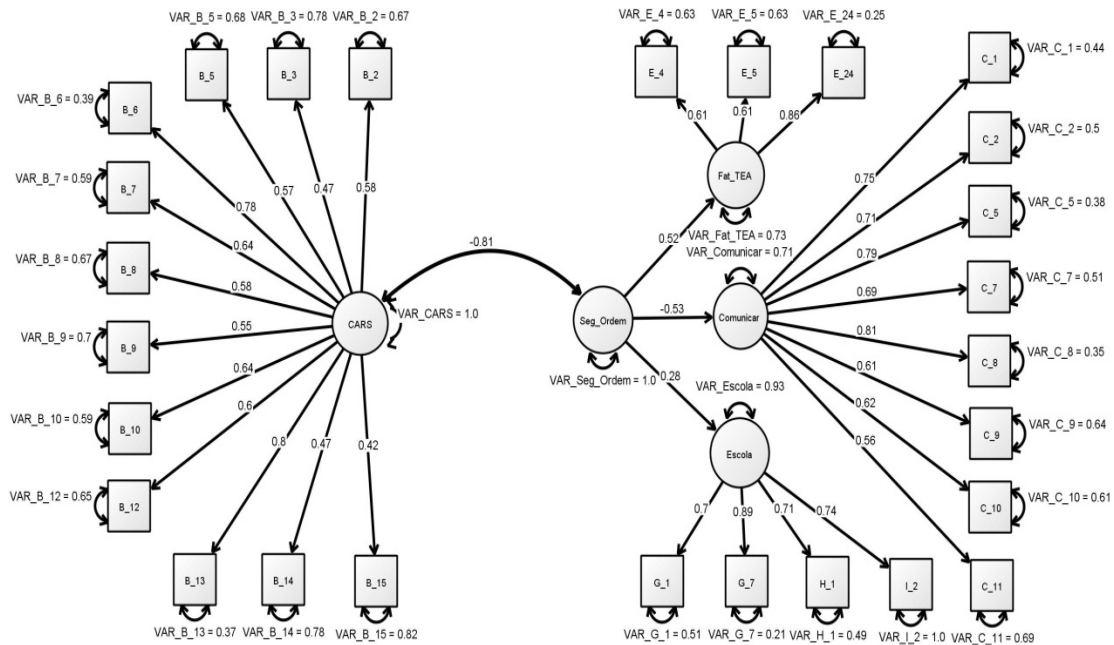 VAR_B_5 = 0.68
VAR_B_3 = 0.78
VAR_B_2 = 0.67
B_5
B_3
B_2
VAR_B_6 = 0.39
B_6
VAR_B_7 = 0.59
B_7
VAR_B_8 = 0.67
B_8
VAR_B_9 = 0.7
B_9
VAR_B_10 = 0.59
B_10
VAR_B_12 = 0.65
B_12
0.57
0.47
0.58
0.78
0.64
0.58
0.55
0.64
0.6
0.8
0.47
0.42
CARS
VAR_CARS = 1.0
B_13
B_14
B_15
VAR_B_13 = 0.37
VAR_B_14 = 0.78
VAR_B_15 = 0.82
-0.81
Seg_Ordem
VAR_Seg_Ordem = 1.0
0.52
-0.53
0.28
VAR_E_4 = 0.63
VAR_E_5 = 0.63
VAR_E_24 = 0.25
E_4
E_5
E_24
0.61
0.61
0.86
Fat_TEA
VAR_Fat_TEA = 0.73
VAR_Comunicar = 0.71
Comunicar
0.75
0.71
0.79
0.69
0.81
0.61
0.62
0.56
C_1
VAR_C_1 = 0.44
C_2
VAR_C_2 = 0.5
C_5
VAR_C_5 = 0.38
C_7
VAR_C_7 = 0.51
C_8
VAR_C_8 = 0.35
C_9
VAR_C_9 = 0.64
C_10
VAR_C_10 = 0.61
C_11
VAR_C_11 = 0.69
VAR_Escola = 0.93
Escola
0.7
0.89
0.71
0.74
G_1
G_7
H_1
I_2
VAR_G_1 = 0.51
VAR_G_7 = 0.21
VAR_H_1 = 0.49
VAR_I_2 = 1.0